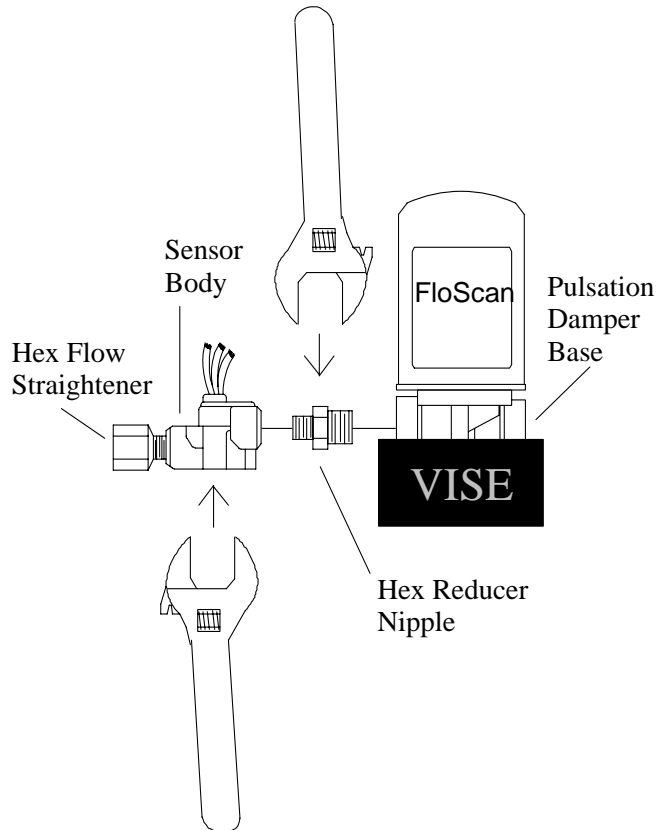 Sensor
Body
FloScan
Pulsation
Damper
Base
Hex Flow
Straightener
VISE
Hex Reducer
Nipple